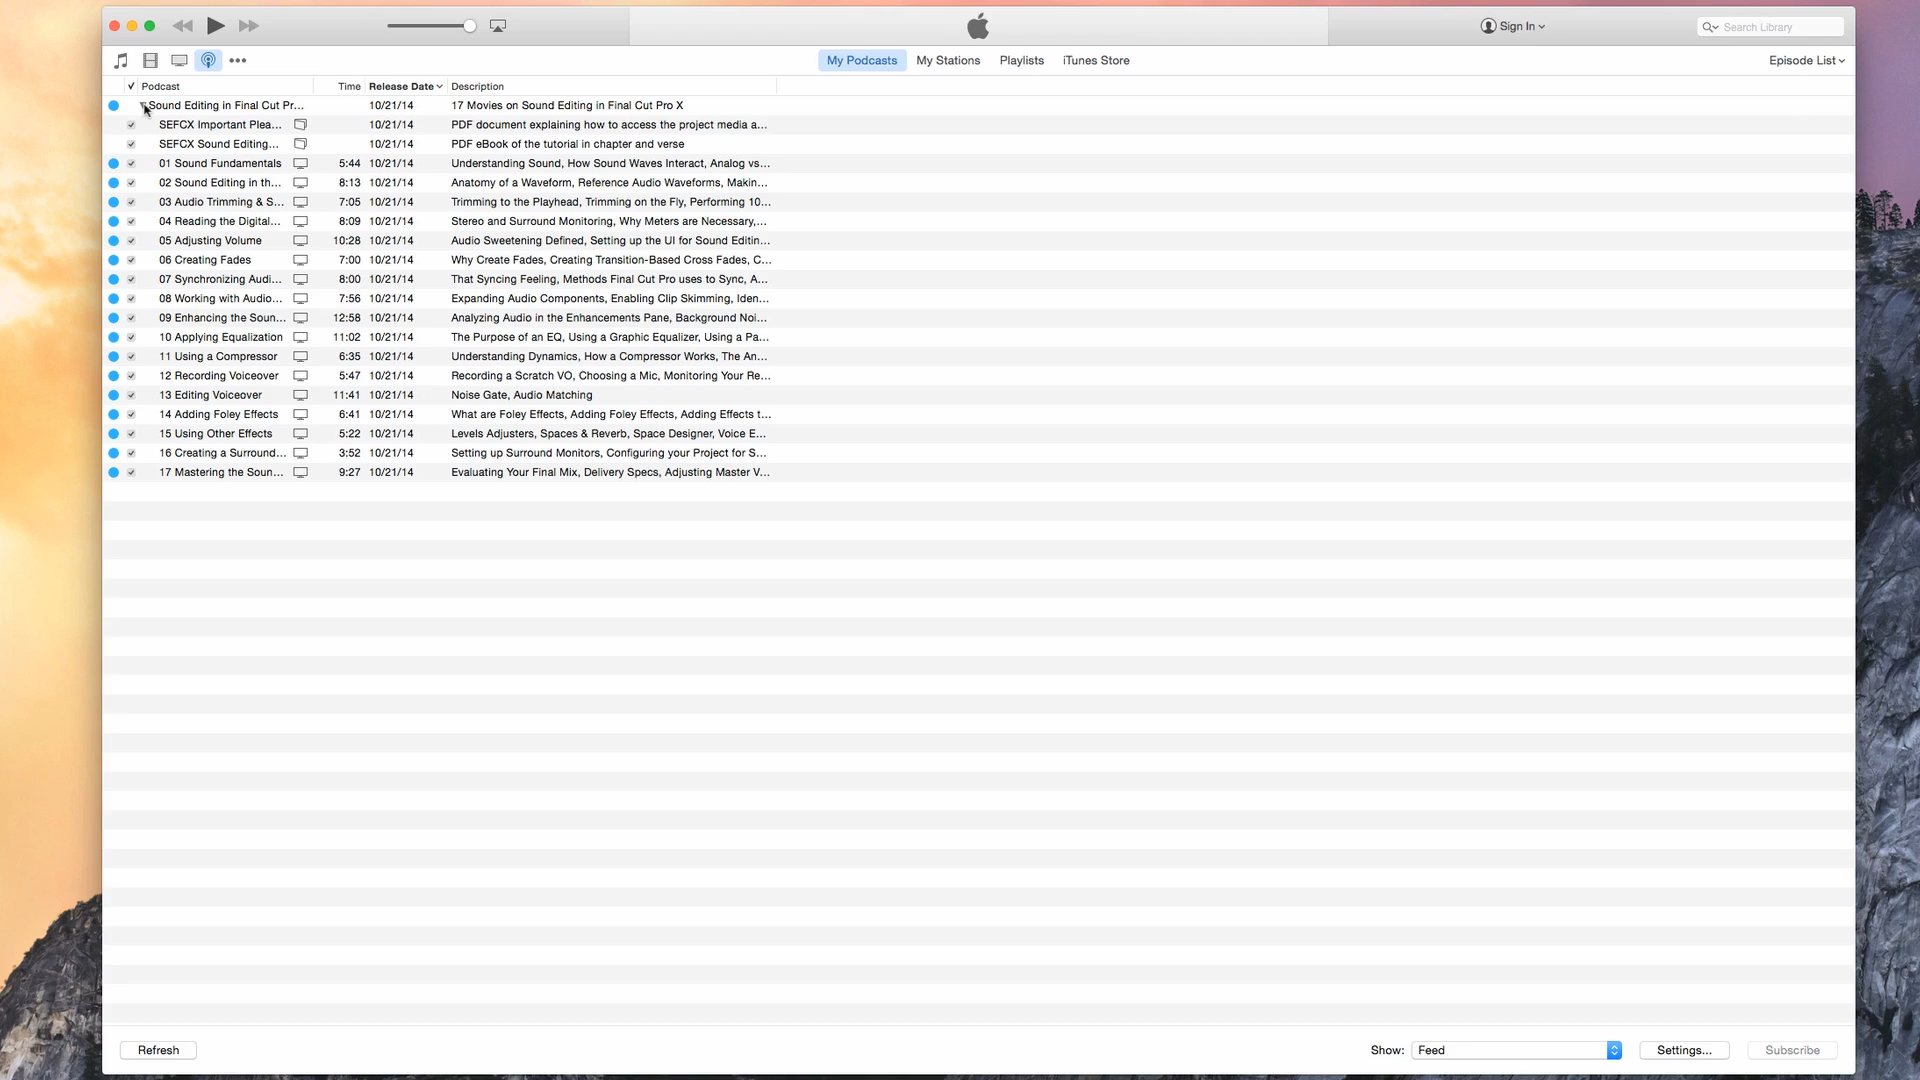 Sign In
Search Library
My Podcasts My Stations Playlists iTunes Store
Episode List
Podcast Time Release Date Description
Sound Editing in Final Cut Pr... 10/21/14 17 Movies on Sound Editing in Final Cut Pro X
SEFCX Important Plea... 10/21/14 PDF document explaining how to access the project media a...
SEFCX Sound Editing... 10/21/14 PDF eBook of the tutorial in chapter and verse
01 Sound Fundamentals 5:44 10/21/14 Understanding Sound, How Sound Waves Interact, Analog vs...
02 Sound Editing in th... 8:13 10/21/14 Anatomy of a Waveform, Reference Audio Waveforms, Makin...
03 Audio Trimming & S... 7:05 10/21/14 Trimming to the Playhead, Trimming on the Fly, Performing 10...
04 Reading the Digital... 8:09 10/21/14 Stereo and Surround Monitoring, Why Meters are Necessary,...
05 Adjusting Volume 10:28 10/21/14 Audio Sweetening Defined, Setting up the UI for Sound Editin...
06 Creating Fades 7:00 10/21/14 Why Create Fades, Creating Transition-Based Cross Fades, C...
07 Synchronizing Audi... 8:00 10/21/14 That Syncing Feeling, Methods Final Cut Pro uses to Sync, A...
08 Working with Audio... 7:56 10/21/14 Expanding Audio Components, Enabling Clip Skimming, Iden...
09 Enhancing the Soun... 12:58 10/21/14 Analyzing Audio in the Enhancements Pane, Background Noi...
10 Applying Equalization 11:02 10/21/14 The Purpose of an EQ, Using a Graphic Equalizer, Using a Pa...
11 Using a Compressor 6:35 10/21/14 Understanding Dynamics, How a Compressor Works, The An...
12 Recording Voiceover 5:47 10/21/14 Recording a Scratch VO, Choosing a Mic, Monitoring Your Re...
13 Editing Voiceover 11:41 10/21/14 Noise Gate, Audio Matching
14 Adding Foley Effects 6:41 10/21/14 What are Foley Effects, Adding Foley Effects, Adding Effects t...
15 Using Other Effects 5:22 10/21/14 Levels Adjusters, Spaces & Reverb, Space Designer, Voice E...
16 Creating a Surround... 3:52 10/21/14 Setting up Surround Monitors, Configuring your Project for S...
17 Mastering the Soun... 9:27 10/21/14 Evaluating Your Final Mix, Delivery Specs, Adjusting Master V...
Refresh Show: Feed Settings... Subscribe